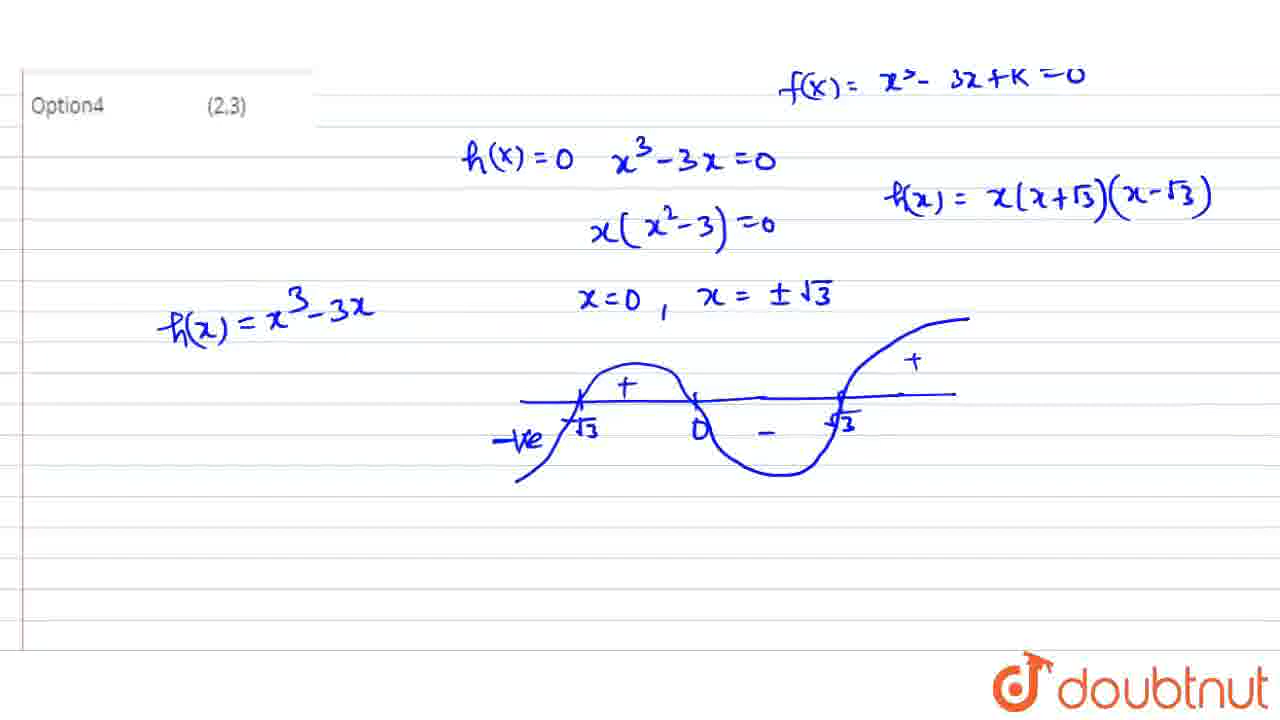 f(x) = x³ - 3x + k = 0
Option4 (2,3)
h(x) = 0 x³ - 3x = 0
h(x) = x(x+√3)(x-√3)
x(x² - 3) = 0
x = 0 , x = ± √3
h(x) = x³ - 3x
+
+
-√3 0 - √3
-ve
doubtnut